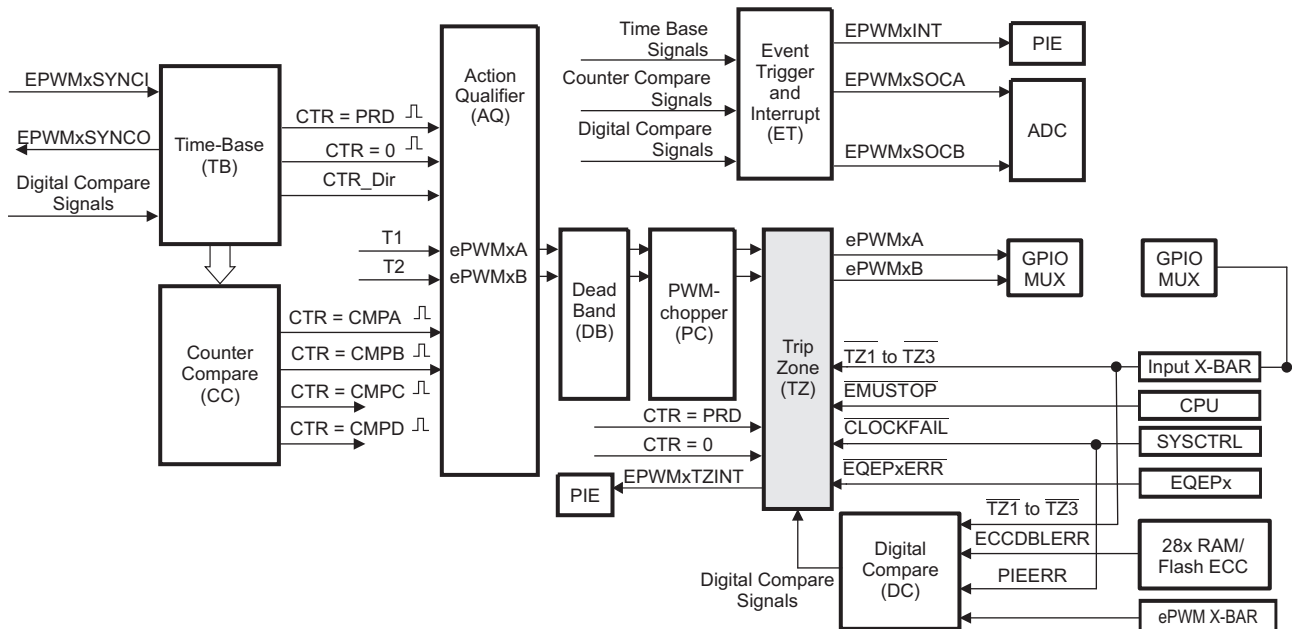 EPWMxSYNCI
EPWMxSYNCO
Digital Compare
Signals
Time-Base
(TB)
CTR = PRD
CTR = 0
CTR_Dir
T1
T2
Counter
Compare
(CC)
CTR = CMPA
CTR = CMPB
CTR = CMPC
CTR = CMPD
Action
Qualifier
(AQ)
ePWMxA
ePWMxB
Time Base
Signals
Counter Compare
Signals
Digital Compare
Signals
Event
Trigger
and
Interrupt
(ET)
EPWMxINT
EPWMxSOCA
EPWMxSOCB
PIE
ADC
Dead
Band
(DB)
PWM-
chopper
(PC)
Trip
Zone
(TZ)
ePWMxA
ePWMxB
GPIO
MUX
GPIO
MUX
TZ1 to TZ3
Input X-BAR
EMUSTOP
CPU
CLOCKFAIL
SYSCTRL
EQEPxERR
EQEPx
CTR = PRD
CTR = 0
EPWMxTZINT
PIE
Digital Compare
Signals
Digital
Compare
(DC)
TZ1 to TZ3
ECCDBLERR
28x RAM/
Flash ECC
PIEERR
ePWM X-BAR